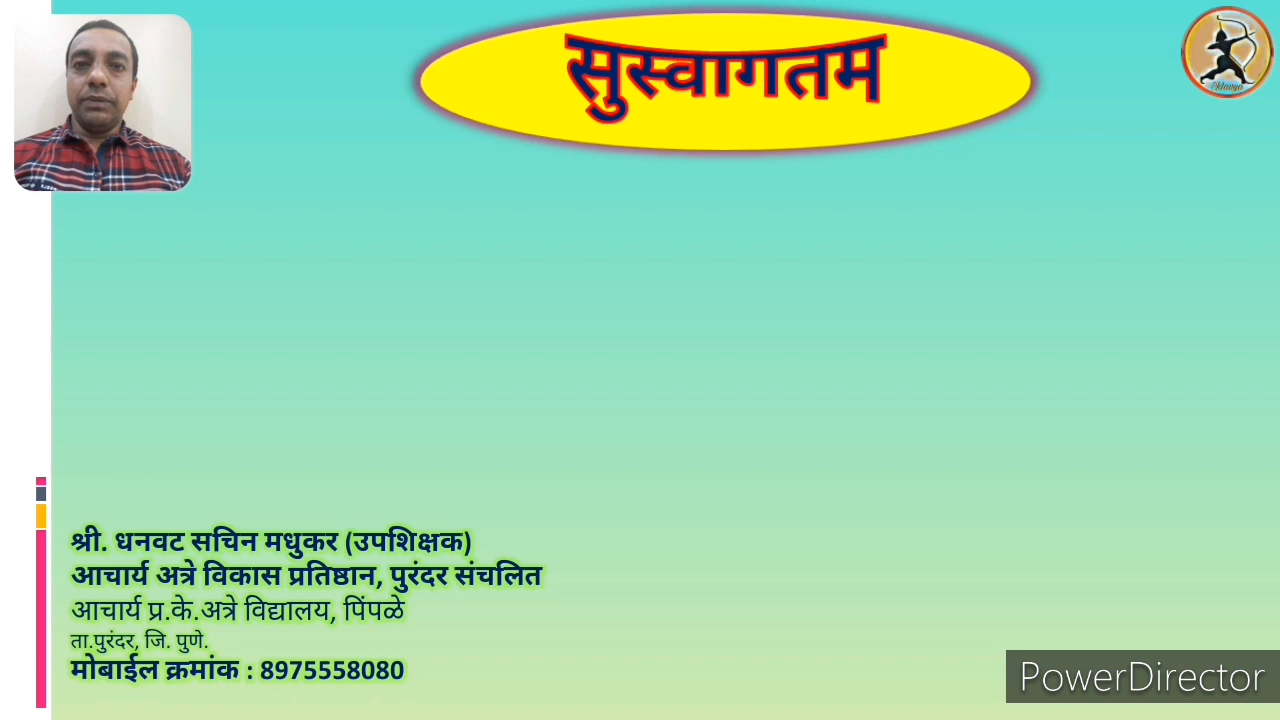 सुस्वागतम
श्री. धनवट सचिन मधुकर (उपशिक्षक)
आचार्य अत्रे विकास प्रतिष्ठान, पुरंदर संचलित
आचार्य प्र.के.अत्रे विद्यालय, पिंपळे
ता.पुरंदर, जि. पुणे.
मोबाईल क्रमांक : 8975558080
PowerDirector